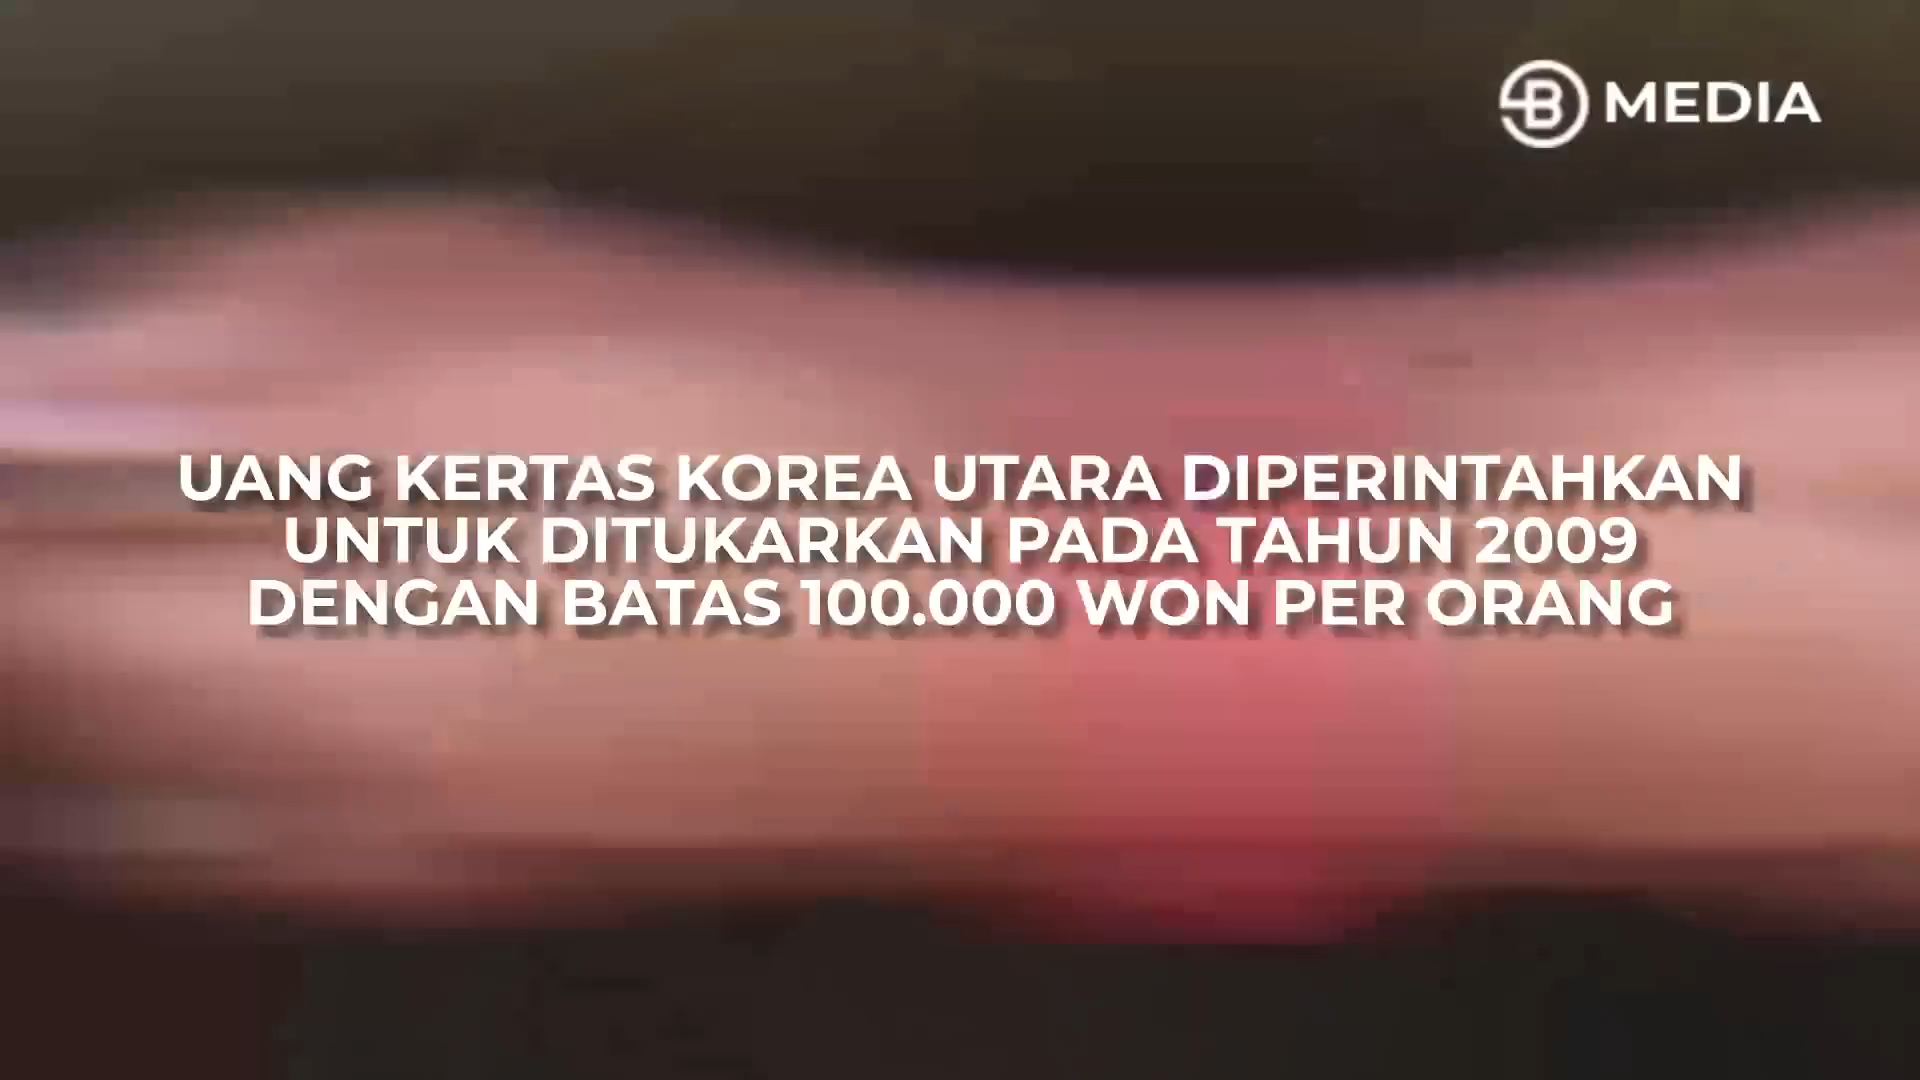 B MEDIA
UANG KERTAS KOREA UTARA DIPERINTAHKAN
UNTUK DITUKARKAN PADA TAHUN 2009
DENGAN BATAS 100.000 WON PER ORANG